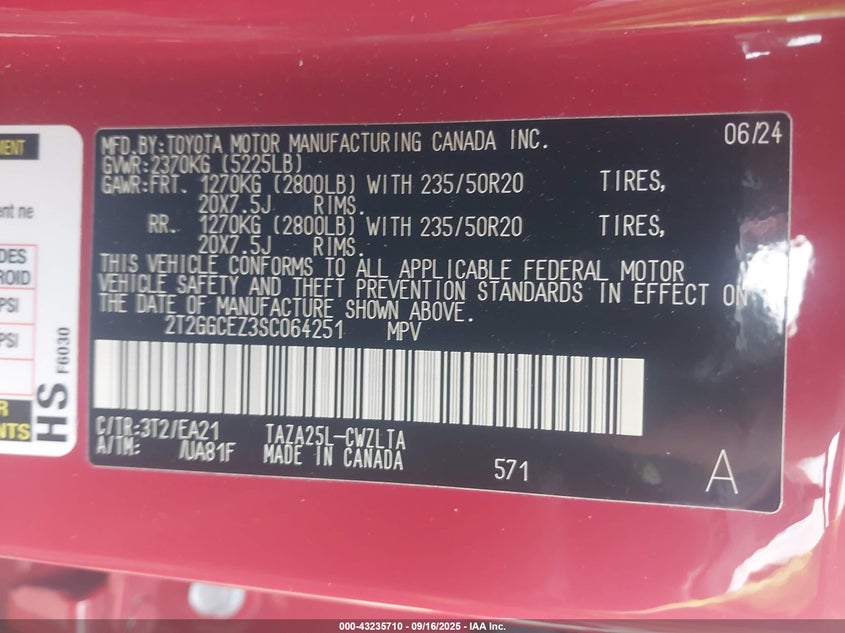 MFD.BY:TOYOTA MOTOR MANUFACTURING CANADA INC. 06/24
GVWR:2370KG (5225LB)
GAWR:FRT. 1270KG (2800LB) WITH 235/50R20 TIRES,
20X7.5J RIMS.
RR. 1270KG (2800LB) WITH 235/50R20 TIRES,
20X7.5J RIMS.
THIS VEHICLE CONFORMS TO ALL APPLICABLE FEDERAL MOTOR
VEHICLE SAFETY AND THEFT PREVENTION STANDARDS IN EFFECT ON
THE DATE OF MANUFACTURE SHOWN ABOVE.
2T2GGCEZ3SC064251 MPV
C/TR:3T2/EA21 TAZA25L-CWZLTA
A/TM: /UA81F MADE IN CANADA 571 A
ent ne
PSI
PSI
HS F6030
000-43235710 - 09/16/2025 - IAA Inc.